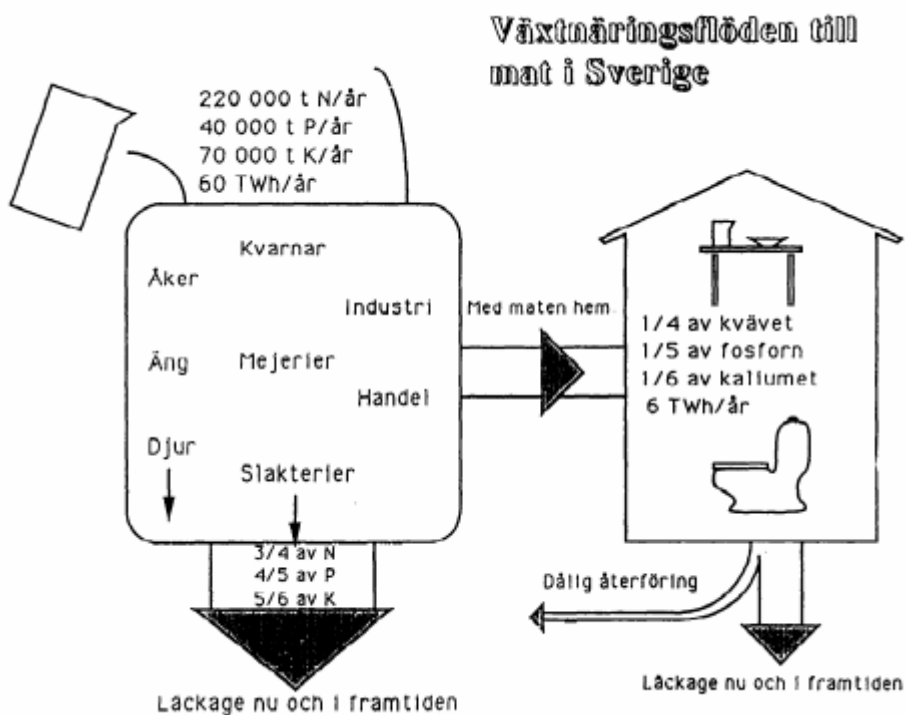 Växtnäringsflöden till
mat i Sverige
220 000 t N/år
40 000 t P/år
70 000 t K/år
60 TWh/år
Kvarnar
Åker
Industri
Äng
Mejerier
Handel
Djur
Slakterier
3/4 av N
4/5 av P
5/6 av K
Läckage nu och i framtiden
Med maten hem
1/4 av kvävet
1/5 av fosforn
1/6 av kaliumet
6 TWh/år
Dålig återföring
Läckage nu och i framtiden